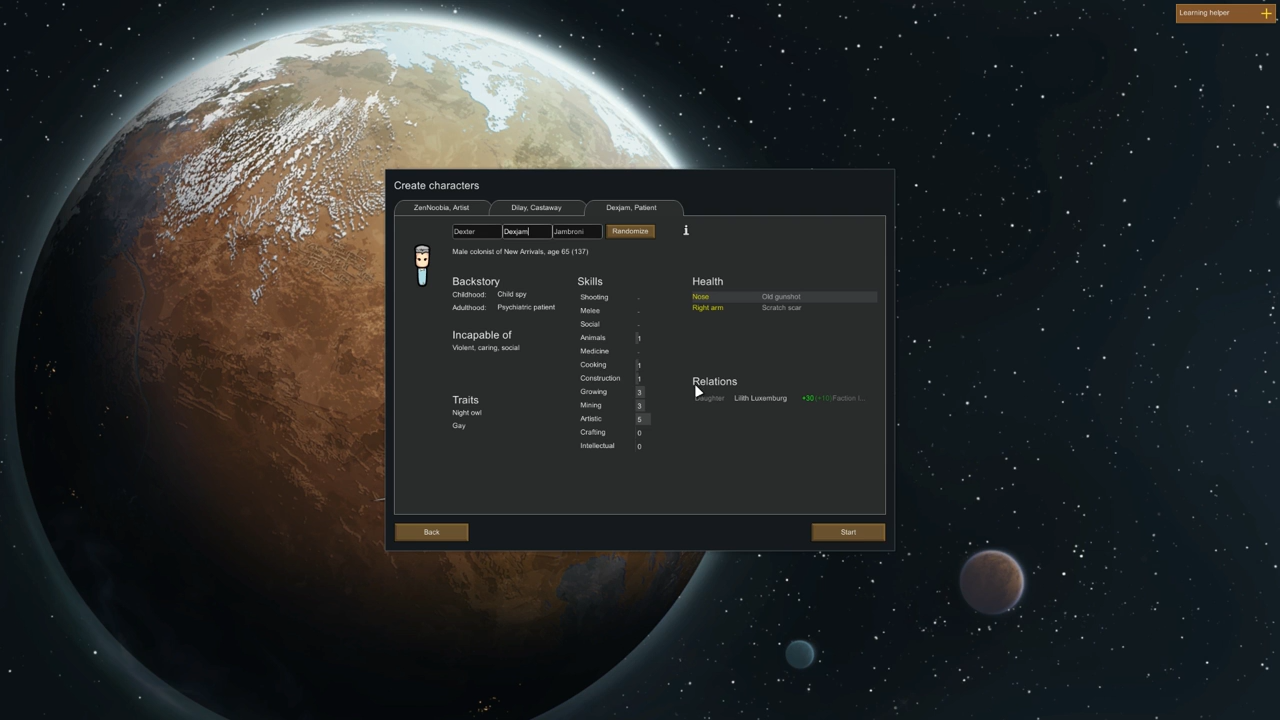 Learning helper
Create characters
ZenNoobia, Artist
Dilay, Castaway
Dexjam, Patient
Dexter
Dexjam
Jambroni
Randomize
Male colonist of New Arrivals, age 65 (137)
Backstory
Childhood: Child spy
Adulthood: Psychiatric patient
Incapable of
Violent, caring, social
Traits
Night owl
Gay
Skills
Shooting -
Melee -
Social -
Animals 1
Medicine -
Cooking 1
Construction 1
Growing 3
Mining 3
Artistic 5
Crafting 0
Intellectual 0
Health
Nose Old gunshot
Right arm Scratch scar
Relations
Daughter Lilith Luxemburg +30 (+10) Faction l...
Back
Start